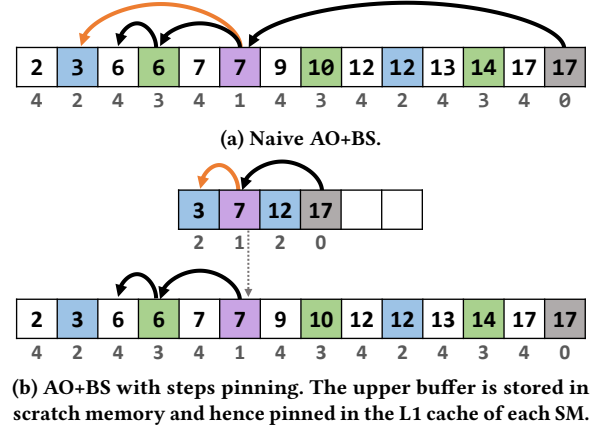 2 3 6 6 7 7 9 10 12 12 13 14 17 17
4 2 4 3 4 1 4 3 4 2 4 3 4 0
(a) Naive AO+BS.
3 7 12 17
2 1 2 0
2 3 6 6 7 7 9 10 12 12 13 14 17 17
4 2 4 3 4 1 4 3 4 2 4 3 4 0
(b) AO+BS with steps pinning. The upper buffer is stored in
scratch memory and hence pinned in the L1 cache of each SM.